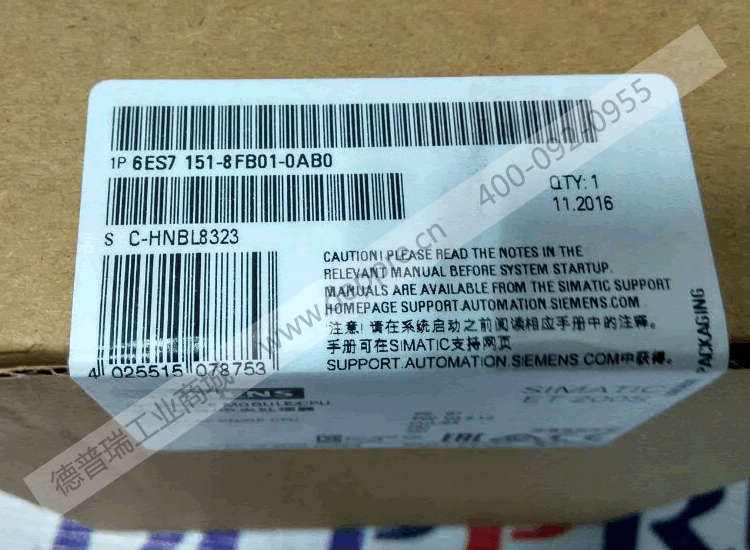 1P 6ES7 151-8FB01-0AB0
QTY: 1
11.2016
S C-HNBL8323
CAUTION! PLEASE READ THE NOTES IN THE
RELEVANT MANUAL BEFORE SYSTEM STARTUP.
MANUALS ARE AVAILABLE FROM THE SIMATIC SUPPORT
HOMEPAGE SUPPORT.AUTOMATION.SIEMENS.COM
注意! 请在系统启动之前阅读相应手册中的注释。
手册可在SIMATIC支持网页
SUPPORT.AUTOMATION.SIEMENS.COM中获得。
4 025515 078753
PACKAGING
SIMATIC
ET 200S
EAC
德普瑞工业商城
400-092-0955